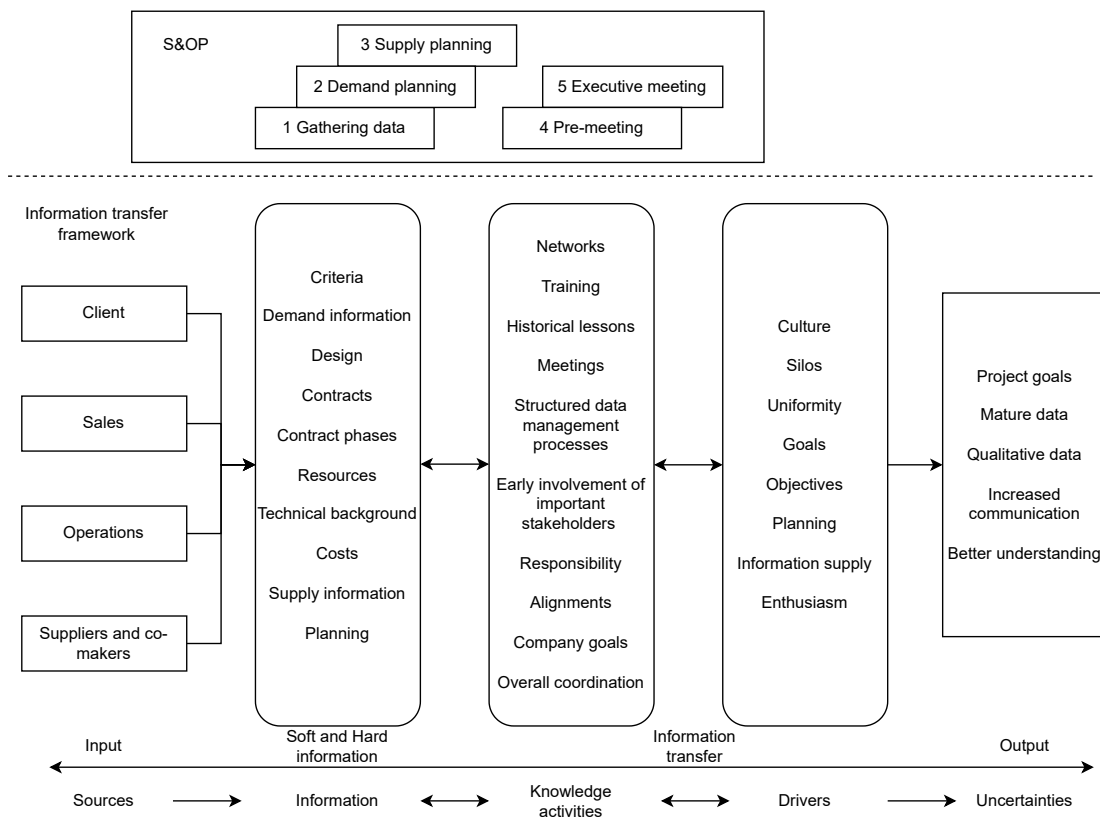 S&OP
3 Supply planning
2 Demand planning
5 Executive meeting
1 Gathering data
4 Pre-meeting
Information transfer
framework
Client
Sales
Operations
Suppliers and co-
makers
Criteria
Demand information
Design
Contracts
Contract phases
Resources
Technical background
Costs
Supply information
Planning
Networks
Training
Historical lessons
Meetings
Structured data
management
processes
Early involvement of
important
stakeholders
Responsibility
Alignments
Company goals
Overall coordination
Culture
Silos
Uniformity
Goals
Objectives
Planning
Information supply
Enthusiasm
Project goals
Mature data
Qualitative data
Increased
communication
Better understanding
Input
Soft and Hard
information
Information
transfer
Output
Sources
Information
Knowledge
activities
Drivers
Uncertainties